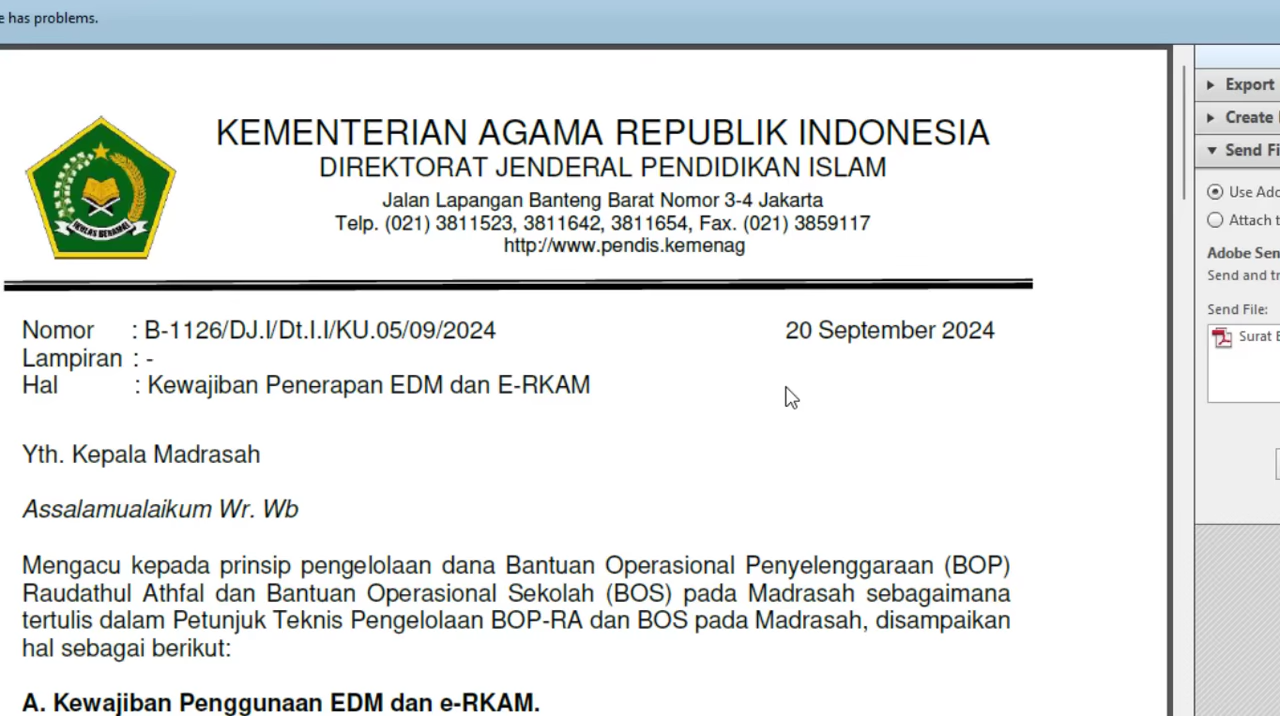 e has problems.
KEMENTERIAN AGAMA REPUBLIK INDONESIA
DIREKTORAT JENDERAL PENDIDIKAN ISLAM
Jalan Lapangan Banteng Barat Nomor 3-4 Jakarta
Telp. (021) 3811523, 3811642, 3811654, Fax. (021) 3859117
http://www.pendis.kemenag
IKHLAS BERAMAL
Nomor : B-1126/DJ.I/Dt.I.I/KU.05/09/2024 20 September 2024
Lampiran : -
Hal : Kewajiban Penerapan EDM dan E-RKAM
Yth. Kepala Madrasah
Assalamualaikum Wr. Wb
Mengacu kepada prinsip pengelolaan dana Bantuan Operasional Penyelenggaraan (BOP)
Raudathul Athfal dan Bantuan Operasional Sekolah (BOS) pada Madrasah sebagaimana
tertulis dalam Petunjuk Teknis Pengelolaan BOP-RA dan BOS pada Madrasah, disampaikan
hal sebagai berikut:
A. Kewajiban Penggunaan EDM dan e-RKAM.
Export
Create
Send Fi
Use Ado
Attach t
Adobe Sen
Send and tr
Send File:
Surat E